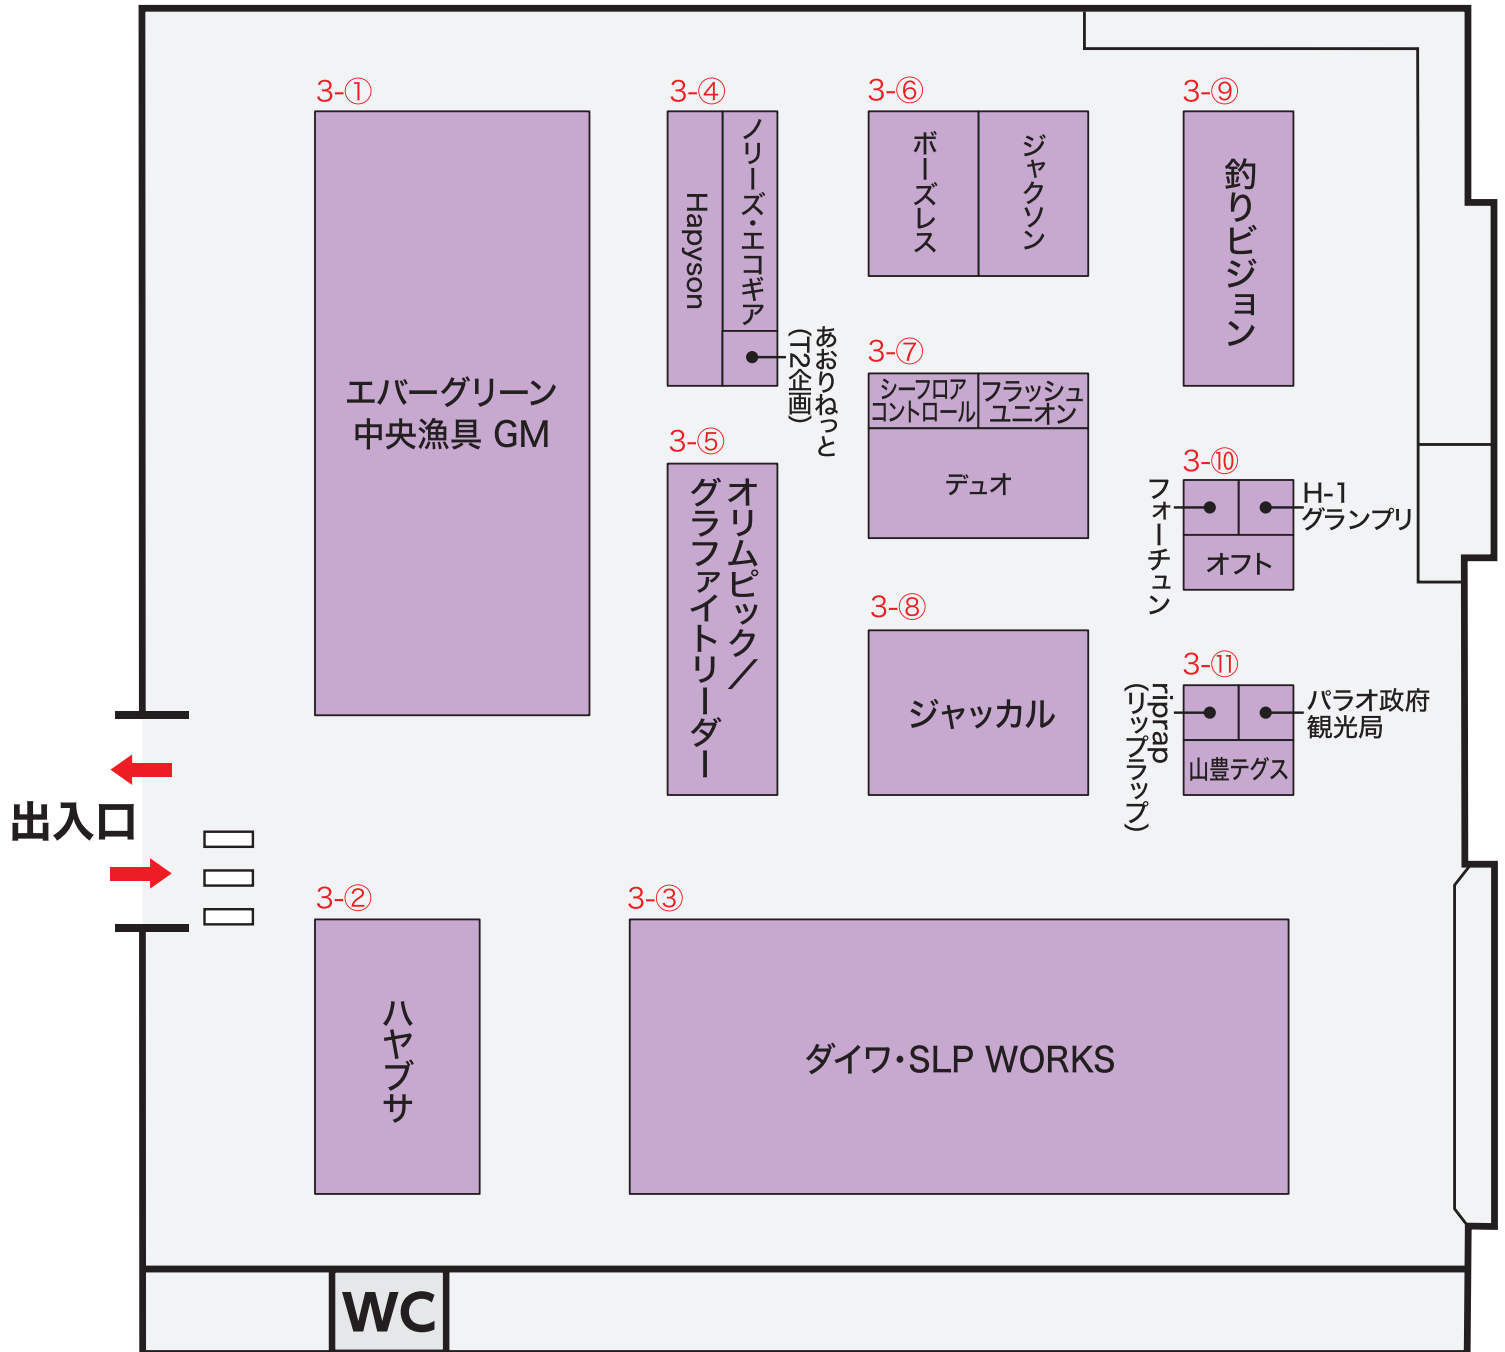 3-①
エバーグリーン
中央漁具 GM
3-④
Hapyson
ノリーズ・エコギア
あおりねっと
(T2企画)
3-⑥
ボーズレス
ジャクソン
3-⑨
釣りビジョン
3-⑦
シーフロア
コントロール
フラッシュ
ユニオン
デュオ
3-⑤
オリムピック／
グラファイトリーダー
3-⑩
フォーチュン
H-1
グランプリ
オフト
3-⑧
ジャッカル
3-⑪
riprap
(リップラップ)
パラオ政府
観光局
山豊テグス
出入口
3-②
ハヤブサ
3-③
ダイワ・SLP WORKS
WC